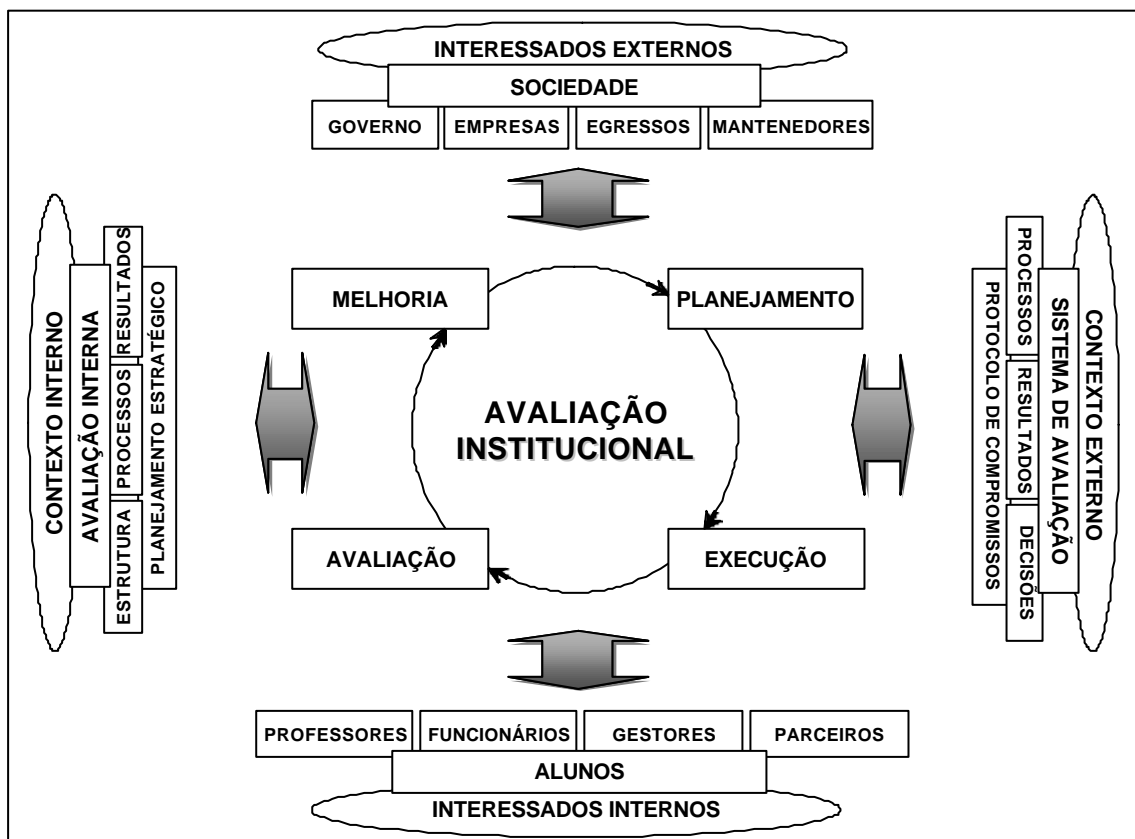 INTERESSADOS EXTERNOS
SOCIEDADE
GOVERNO
EMPRESAS
EGRESSOS
MANTENEDORES
CONTEXTO INTERNO
AVALIAÇÃO INTERNA
ESTRUTURA
PROCESSOS
RESULTADOS
PLANEJAMENTO ESTRATÉGICO
MELHORIA
PLANEJAMENTO
AVALIAÇÃO
INSTITUCIONAL
AVALIAÇÃO
EXECUÇÃO
PROTOCOLO DE COMPROMISSOS
PROCESSOS
RESULTADOS
DECISÕES
SISTEMA DE AVALIAÇÃO
CONTEXTO EXTERNO
PROFESSORES
FUNCIONÁRIOS
GESTORES
PARCEIROS
ALUNOS
INTERESSADOS INTERNOS